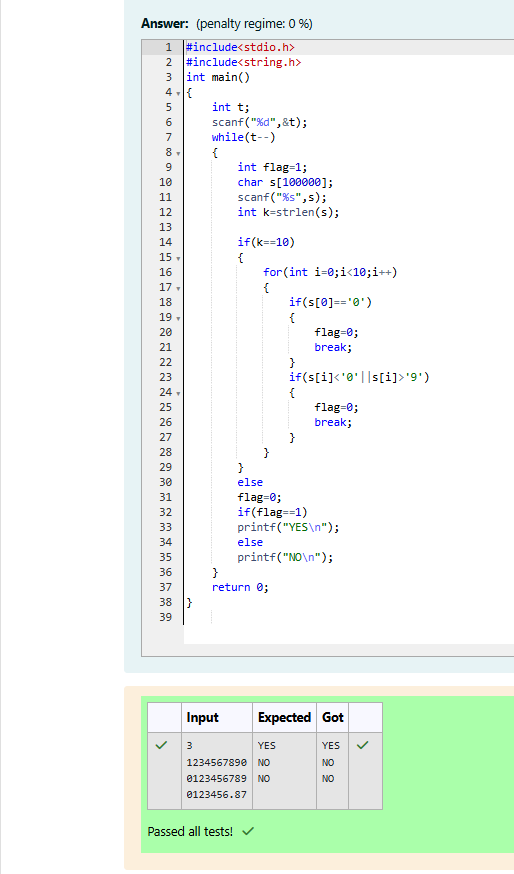 Answer: (penalty regime: 0 %)
1 #include<stdio.h>
2 #include<string.h>
3 int main()
4 {
5     int t;
6     scanf("%d",&t);
7     while(t--)
8     {
9         int flag=1;
10         char s[100000];
11         scanf("%s",s);
12         int k=strlen(s);
13
14         if(k==10)
15         {
16             for(int i=0;i<10;i++)
17             {
18                 if(s[0]=='0')
19                 {
20                     flag=0;
21                     break;
22                 }
23                 if(s[i]<'0'||s[i]>'9')
24                 {
25                     flag=0;
26                     break;
27                 }
28             }
29         }
30         else
31         flag=0;
32         if(flag==1)
33         printf("YES\n");
34         else
35         printf("NO\n");
36     }
37     return 0;
38 }
39
Input Expected Got
3 YES YES
1234567890 NO NO
0123456789 NO NO
0123456.87
Passed all tests!